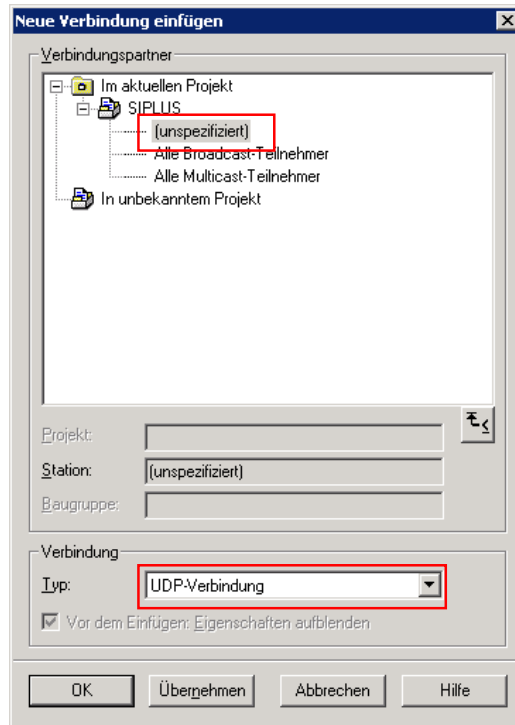 Neue Verbindung einfügen
Verbindungspartner
Im aktuellen Projekt
SIPLUS
(unspezifiziert)
Alle Broadcast-Teilnehmer
Alle Multicast-Teilnehmer
In unbekanntem Projekt
Projekt:
Station: (unspezifiziert)
Baugruppe:
Verbindung
Typ: UDP-Verbindung
Vor dem Einfügen: Eigenschaften aufblenden
OK Übernehmen Abbrechen Hilfe